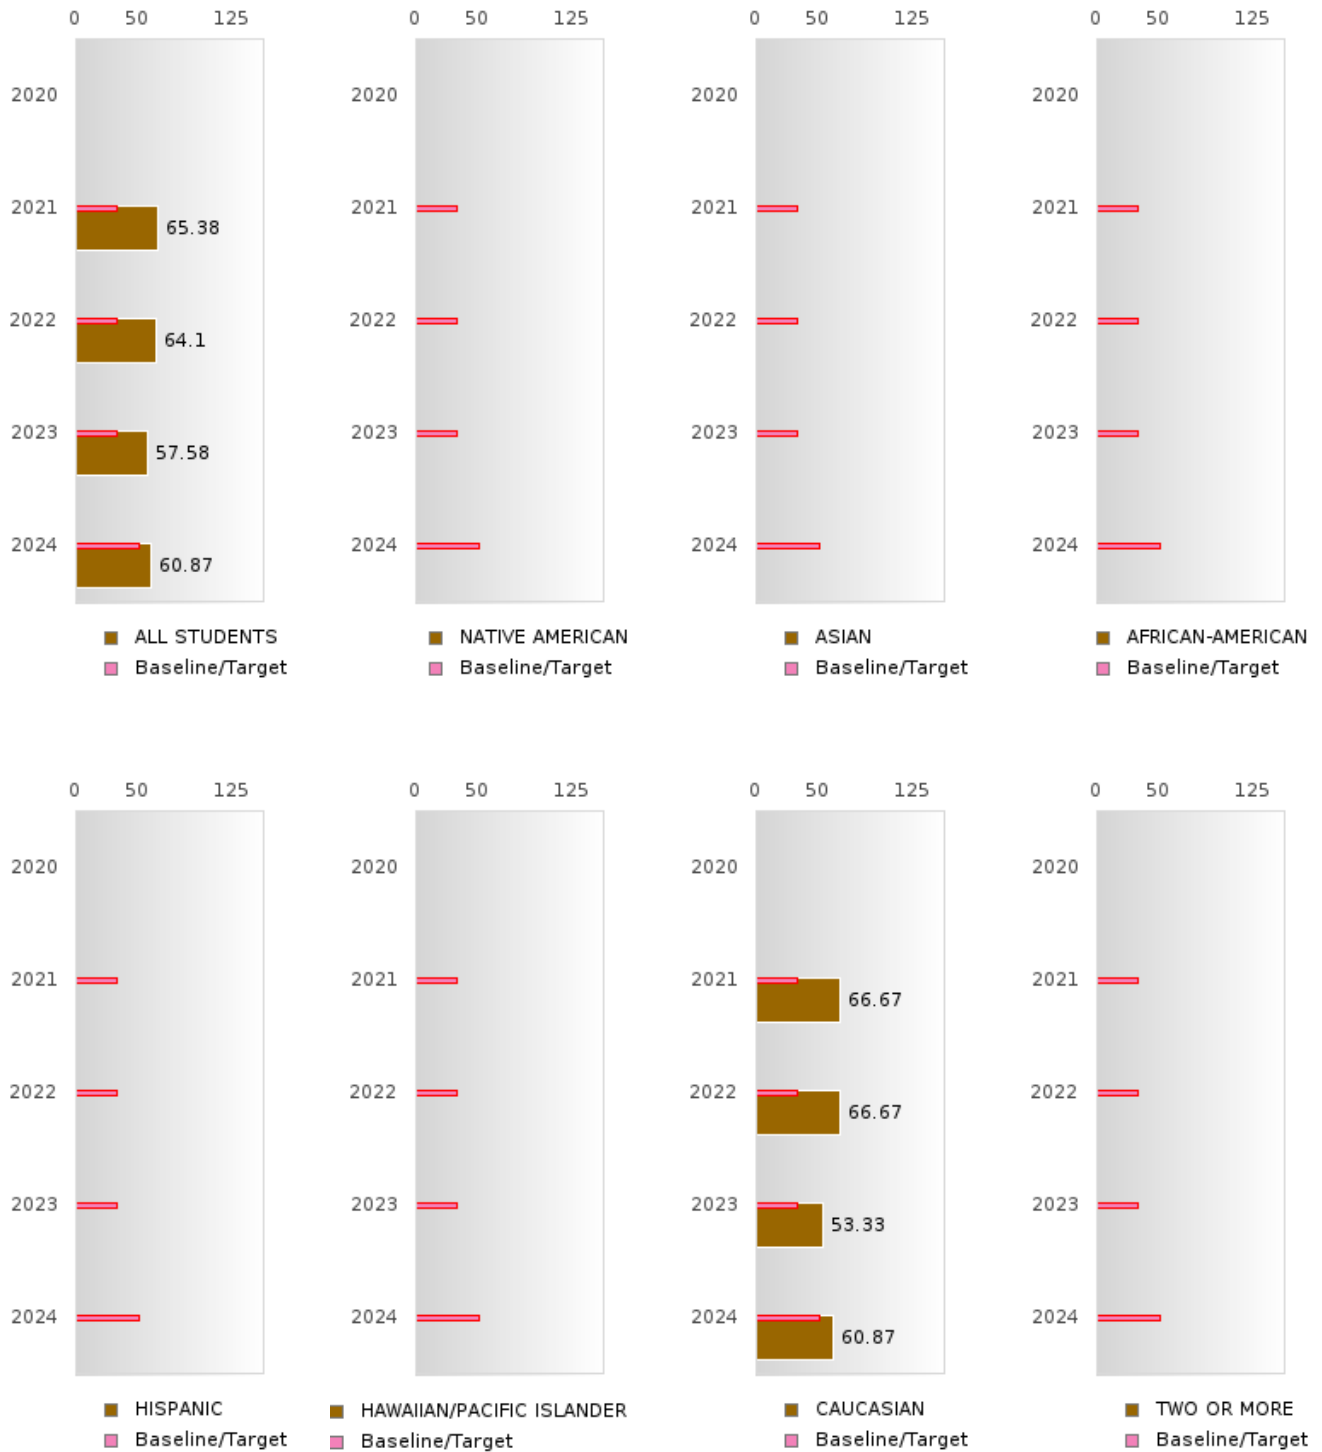 0 50 125 0 50 125 0 50 125 0 50 125
2020 2020 2020 2020
2021 65.38 2021 2021 2021
2022 64.1 2022 2022 2022
2023 57.58 2023 2023 2023
2024 60.87 2024 2024 2024
ALL STUDENTS NATIVE AMERICAN ASIAN AFRICAN-AMERICAN
Baseline/Target Baseline/Target Baseline/Target Baseline/Target
0 50 125 0 50 125 0 50 125 0 50 125
2020 2020 2020 2020
2021 2021 2021 66.67 2021
2022 2022 2022 66.67 2022
2023 2023 2023 53.33 2023
2024 2024 2024 60.87 2024
HISPANIC HAWAIIAN/PACIFIC ISLANDER CAUCASIAN TWO OR MORE
Baseline/Target Baseline/Target Baseline/Target Baseline/Target